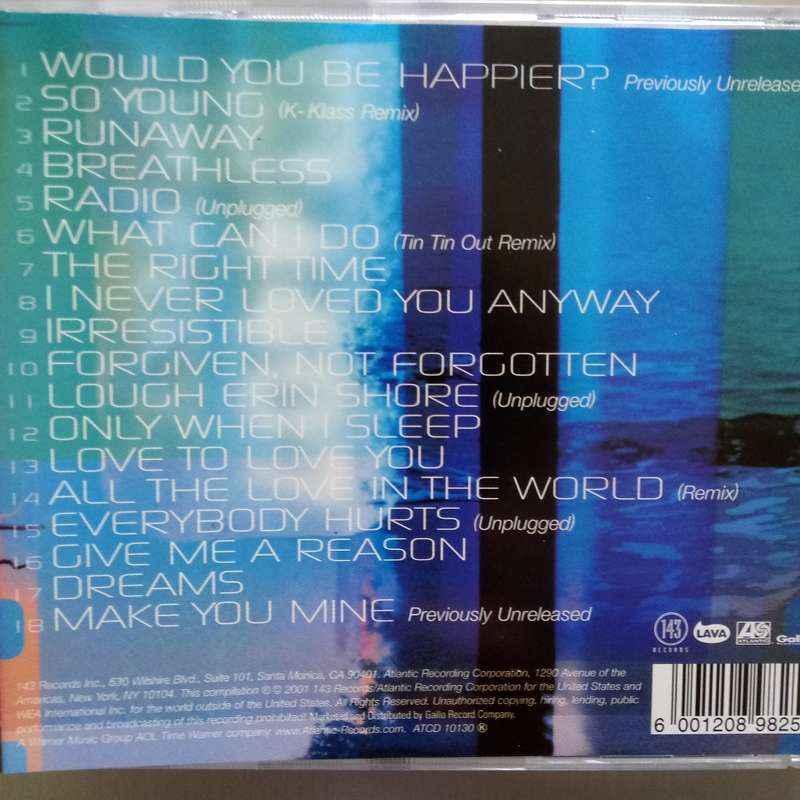 1 WOULD YOU BE HAPPIER? Previously Unreleased
2 SO YOUNG (K-Klass Remix)
3 RUNAWAY
4 BREATHLESS
5 RADIO (Unplugged)
6 WHAT CAN I DO (Tin Tin Out Remix)
7 THE RIGHT TIME
8 I NEVER LOVED YOU ANYWAY
9 IRRESISTIBLE
10 FORGIVEN, NOT FORGOTTEN
11 LOUGH ERIN SHORE (Unplugged)
12 ONLY WHEN I SLEEP
13 LOVE TO LOVE YOU
14 ALL THE LOVE IN THE WORLD (Remix)
15 EVERYBODY HURTS (Unplugged)
16 GIVE ME A REASON
17 DREAMS
18 MAKE YOU MINE Previously Unreleased
143 RECORDS LAVA ATLANTIC Gallo
143 Records Inc., 530 Wilshire Blvd., Suite 101, Santa Monica, CA 90401. Atlantic Recording Corporation, 1290 Avenue of the
Americas, New York, NY 10104. This compilation ℗ © 2001 143 Records/Atlantic Recording Corporation for the United States and
WEA International Inc. for the world outside of the United States. All Rights Reserved. Unauthorized copying, hiring, lending, public
performance and broadcasting of this recording prohibited. Marketed and Distributed by Gallo Record Company.
A Warner Music Group AOL Time Warner company. www.Atlantic-Records.com. ATCD 10130 Ⓚ
6 001208 9825